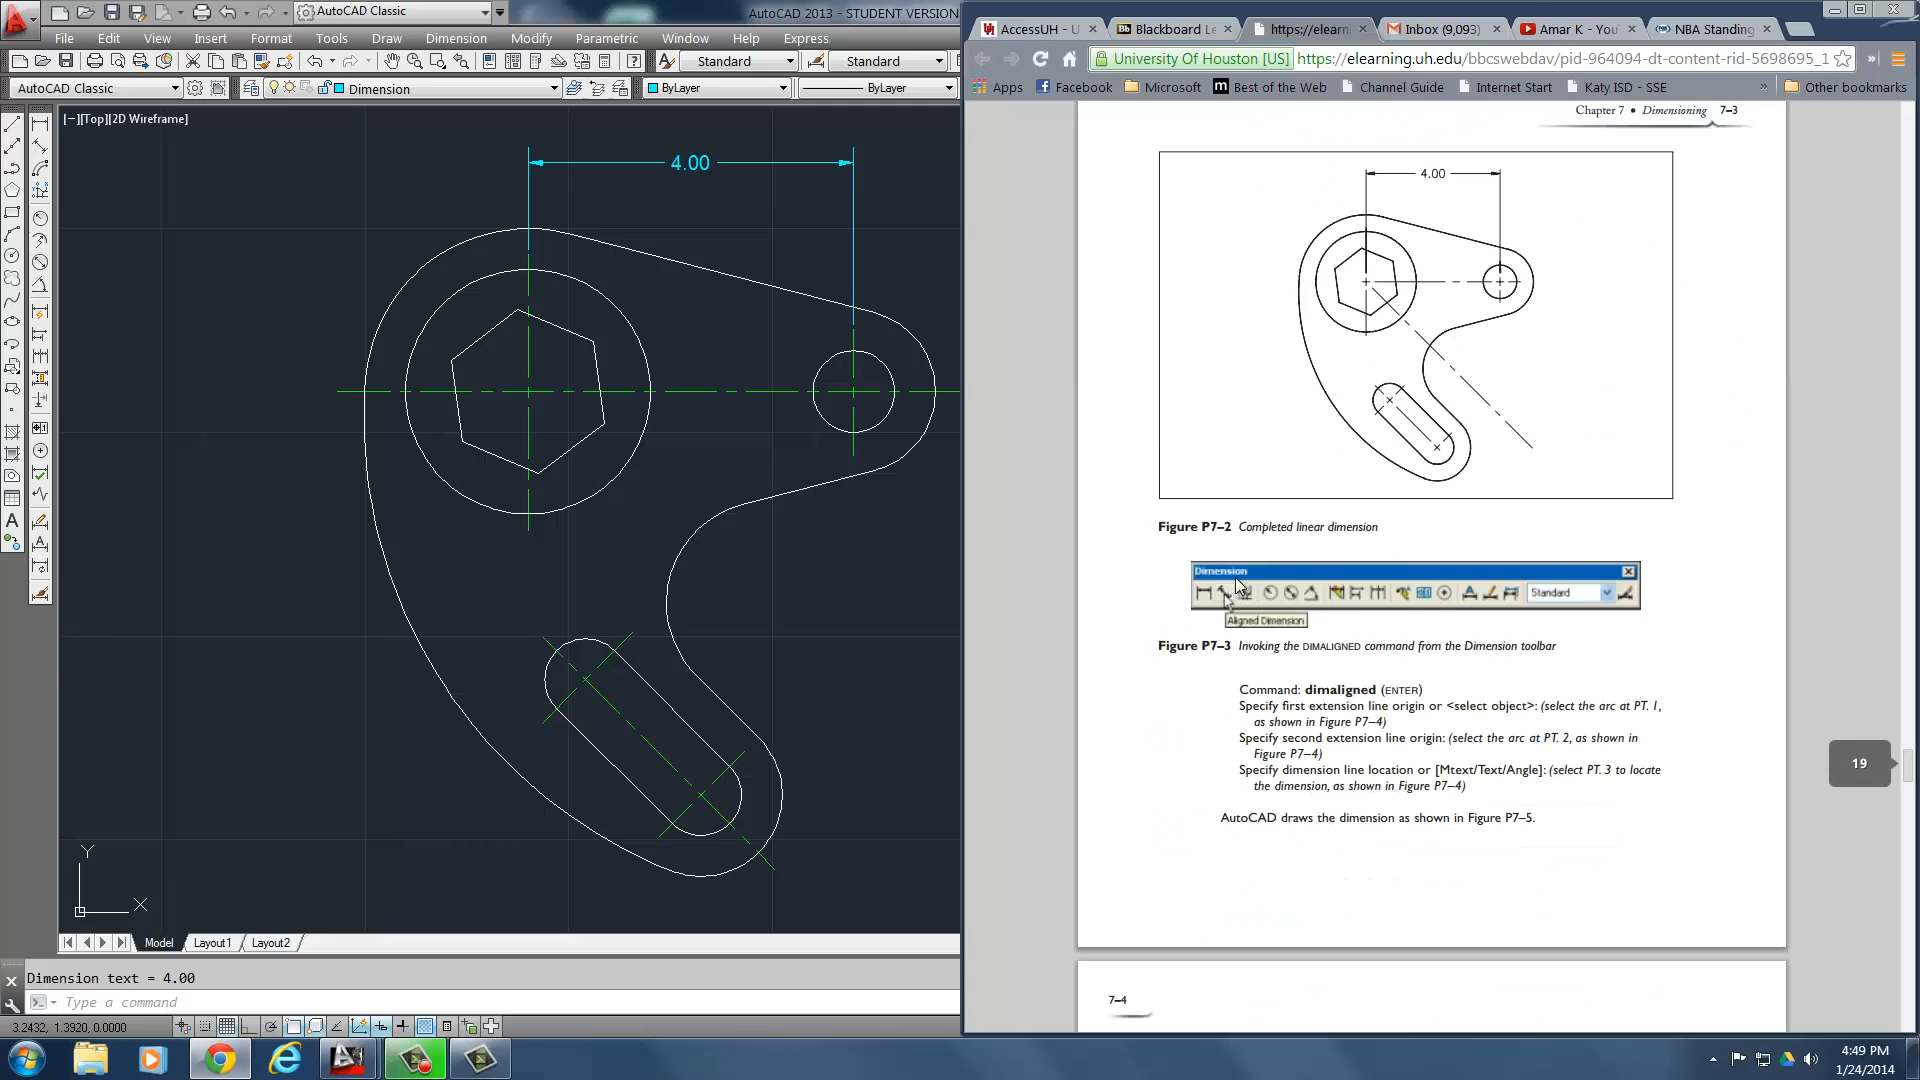 AutoCAD Classic
AutoCAD 2013 - STUDENT VERSION
File Edit View Insert Format Tools Draw Dimension Modify Parametric Window Help Express
Standard
Standard
AutoCAD Classic
Dimension
ByLayer
ByLayer
[−][Top][2D Wireframe]
4.00
Y
X
Model Layout1 Layout2
Dimension text = 4.00
Type a command
3.2432, 1.3920, 0.0000
AccessUH - U
Blackboard Le
https://elearn
Inbox (9,093)
Amar K - You
NBA Standing
University Of Houston [US]
https://elearning.uh.edu/bbcswebdav/pid-964094-dt-content-rid-5698695_1
Apps Facebook Microsoft Best of the Web Channel Guide Internet Start Katy ISD - SSE » Other bookmarks
Chapter 7 • Dimensioning 7–3
4.00
Figure P7–2 Completed linear dimension
Dimension
Standard
Aligned Dimension
Figure P7–3 Invoking the DIMALIGNED command from the Dimension toolbar
Command: dimaligned (ENTER)
Specify first extension line origin or <select object>: (select the arc at PT. 1,
as shown in Figure P7–4)
Specify second extension line origin: (select the arc at PT. 2, as shown in
Figure P7–4)
Specify dimension line location or [Mtext/Text/Angle]: (select PT. 3 to locate
the dimension, as shown in Figure P7–4)
AutoCAD draws the dimension as shown in Figure P7–5.
19
7–4
4:49 PM
1/24/2014